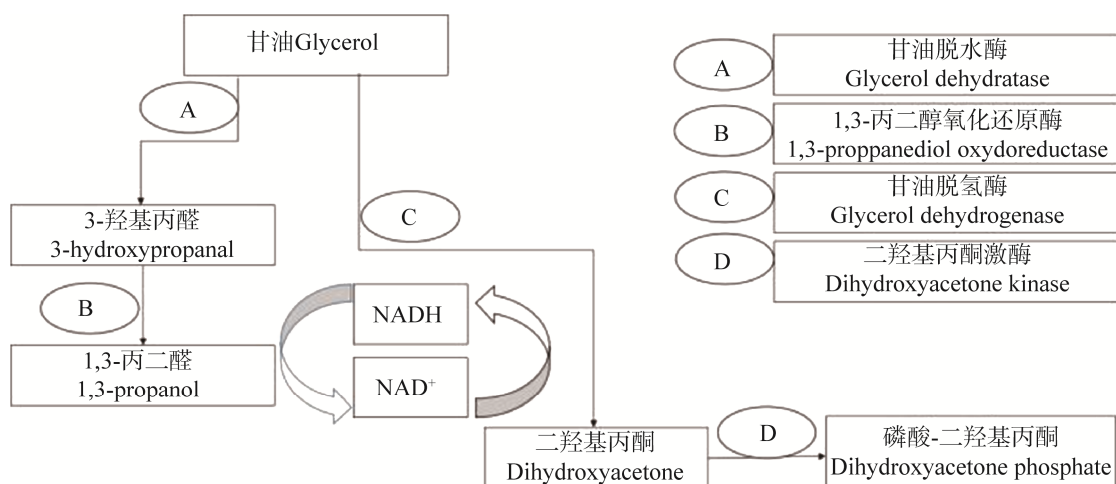 甘油Glycerol
A
3-羟基丙醛
3-hydroxypropanal
B
1,3-丙二醛
1,3-propanol
NADH
NAD⁺
C
二羟基丙酮
Dihydroxyacetone
D
磷酸-二羟基丙酮
Dihydroxyacetone phosphate
A
甘油脱水酶
Glycerol dehydratase
B
1,3-丙二醇氧化还原酶
1,3-proppanediol oxydoreductase
C
甘油脱氢酶
Glycerol dehydrogenase
D
二羟基丙酮激酶
Dihydroxyacetone kinase